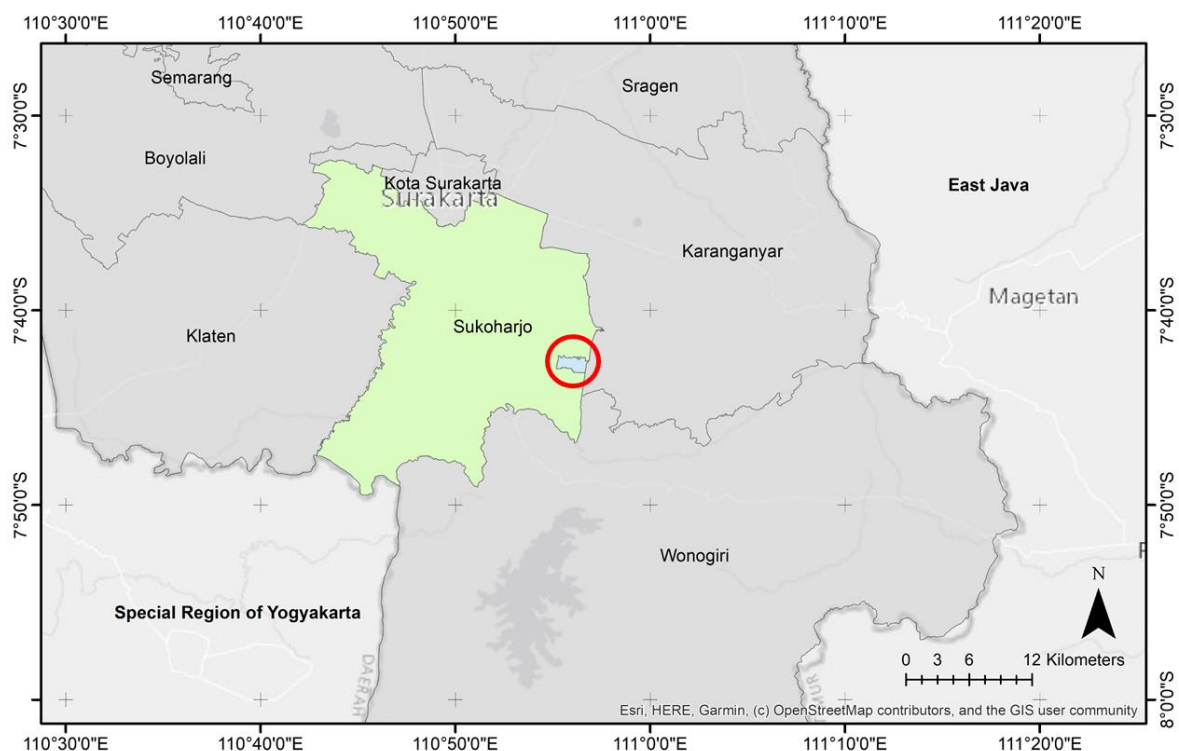 110°30'0"E 110°40'0"E 110°50'0"E 111°0'0"E 111°10'0"E 111°20'0"E
7°30'0"S
7°40'0"S
7°50'0"S
7°30'0"S
7°40'0"S
7°50'0"S
8°0'0"S
Semarang
Sragen
Boyolali
Kota Surakarta
Surakarta
East Java
Karanganyar
Magetan
Sukoharjo
Klaten
Wonogiri
Special Region of Yogyakarta
N
DAERAH
0 3 6 12 Kilometers
Esri, HERE, Garmin, (c) OpenStreetMap contributors, and the GIS user community
110°30'0"E 110°40'0"E 110°50'0"E 111°0'0"E 111°10'0"E 111°20'0"E